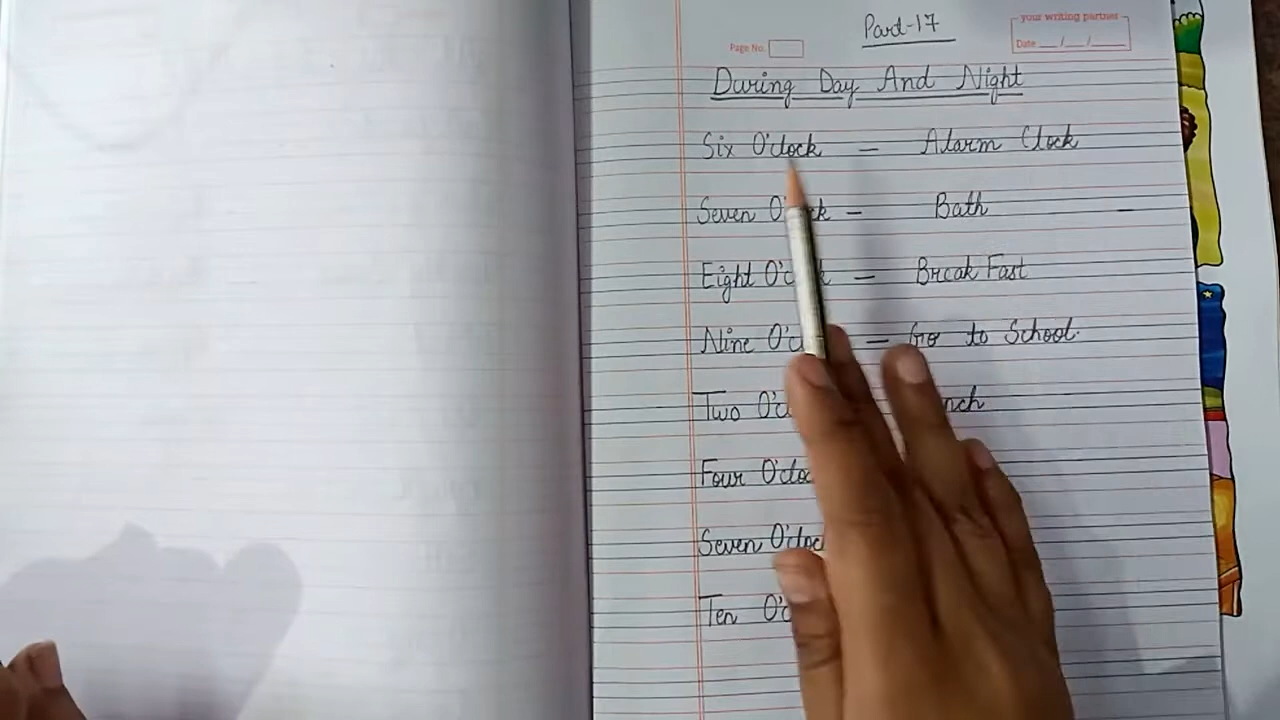 Part-17
your writing partner
Page No.
Date / /
During Day And Night
Six O'clock — Alarm Clock
Seven — Bath
Eight — Break Fast
Nine — Go to School.
Two
Four
Seven
Ten